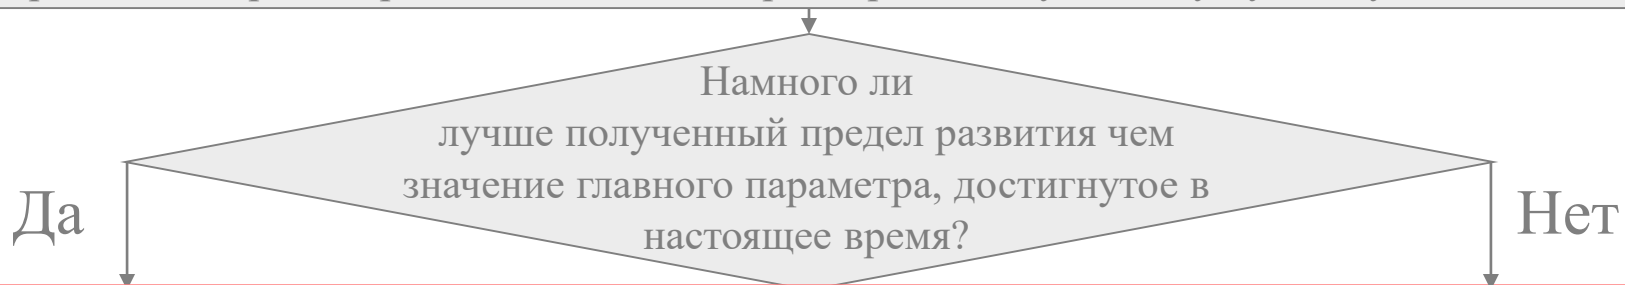 Намного ли
лучше полученный предел развития чем
значение главного параметра, достигнутое в
настоящее время?
Да
Нет